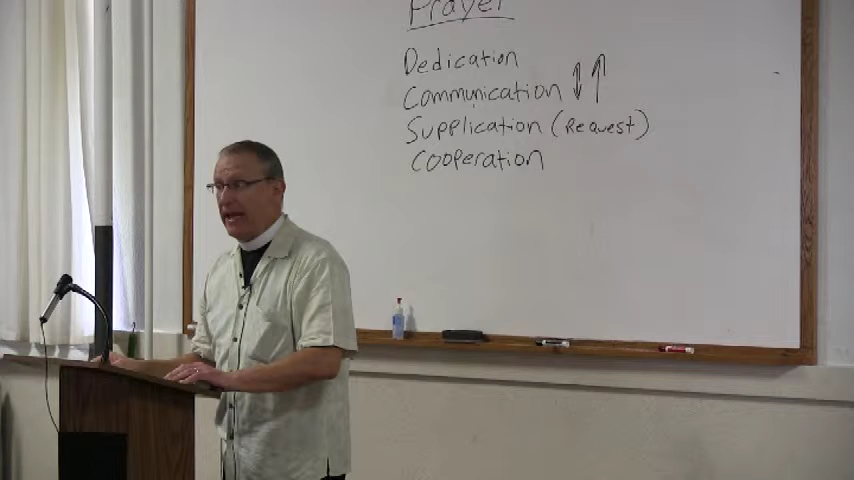 Prayer
Dedication
Communication
Supplication (Request)
Cooperation